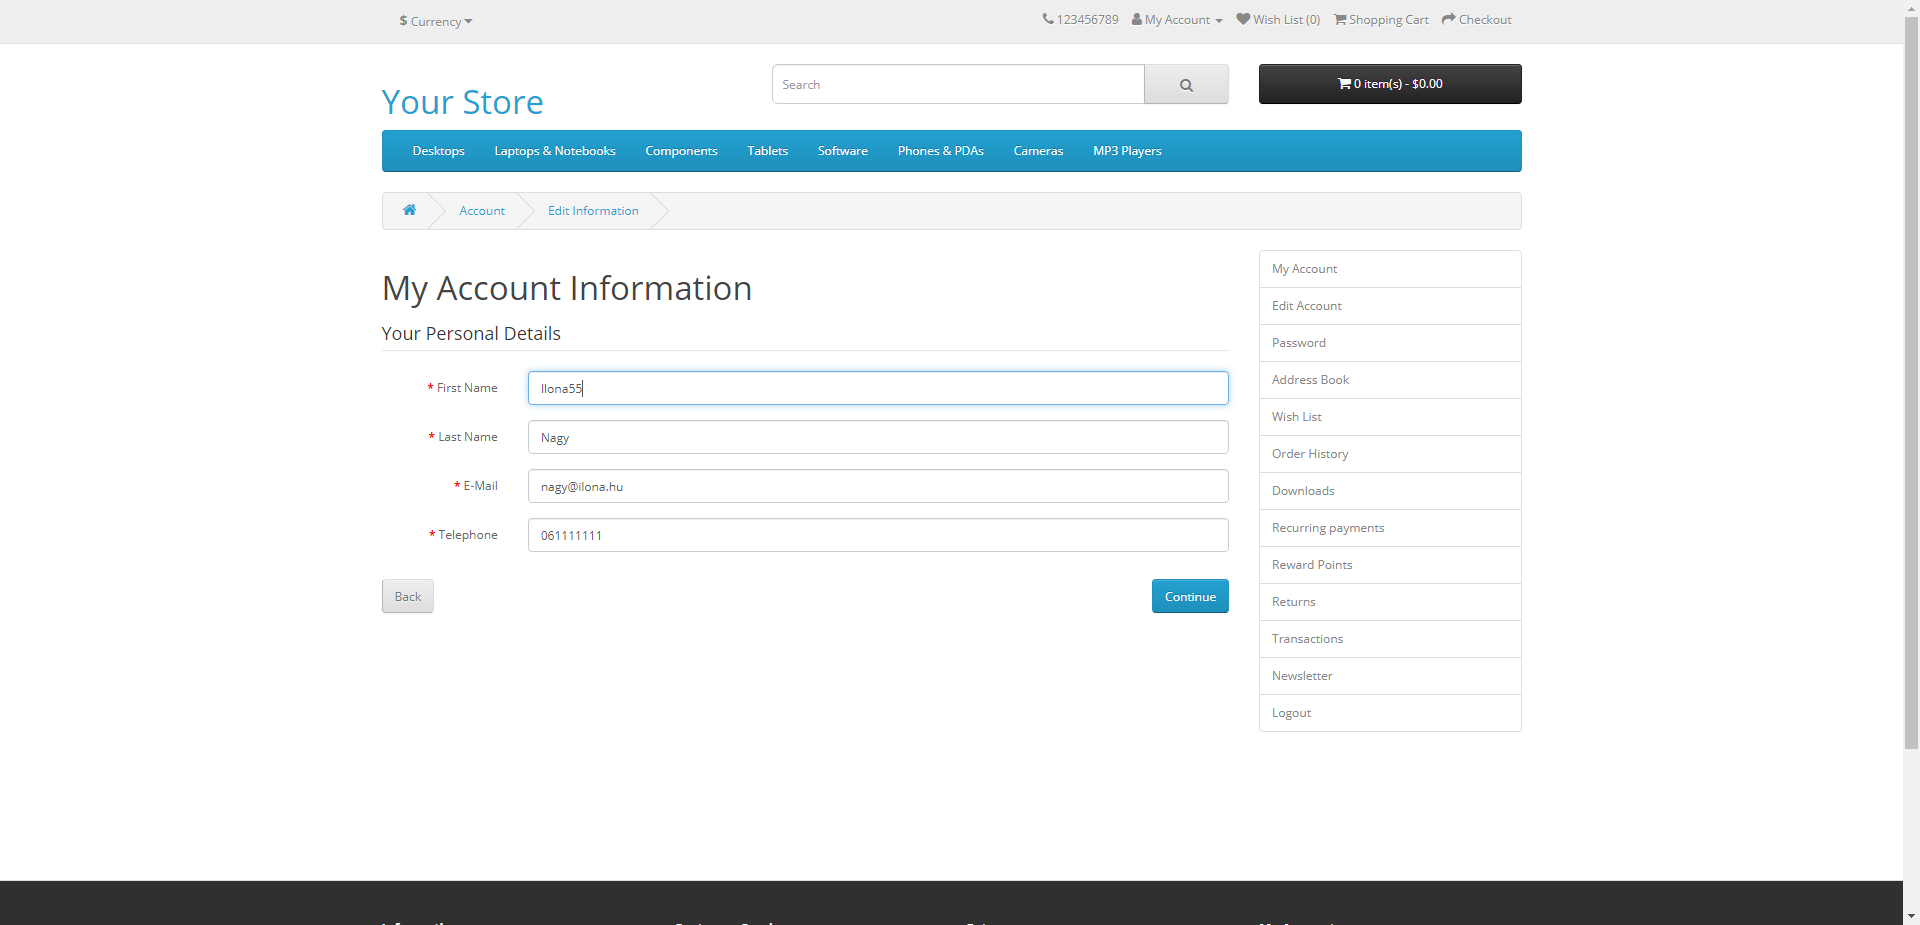 $ Currency
123456789 My Account Wish List (0) Shopping Cart Checkout
Your Store
Search
0 item(s) - $0.00
Desktops Laptops & Notebooks Components Tablets Software Phones & PDAs Cameras MP3 Players
Account Edit Information
My Account Information
Your Personal Details
* First Name Ilona55
* Last Name Nagy
* E-Mail nagy@ilona.hu
* Telephone 061111111
Back Continue
My Account
Edit Account
Password
Address Book
Wish List
Order History
Downloads
Recurring payments
Reward Points
Returns
Transactions
Newsletter
Logout